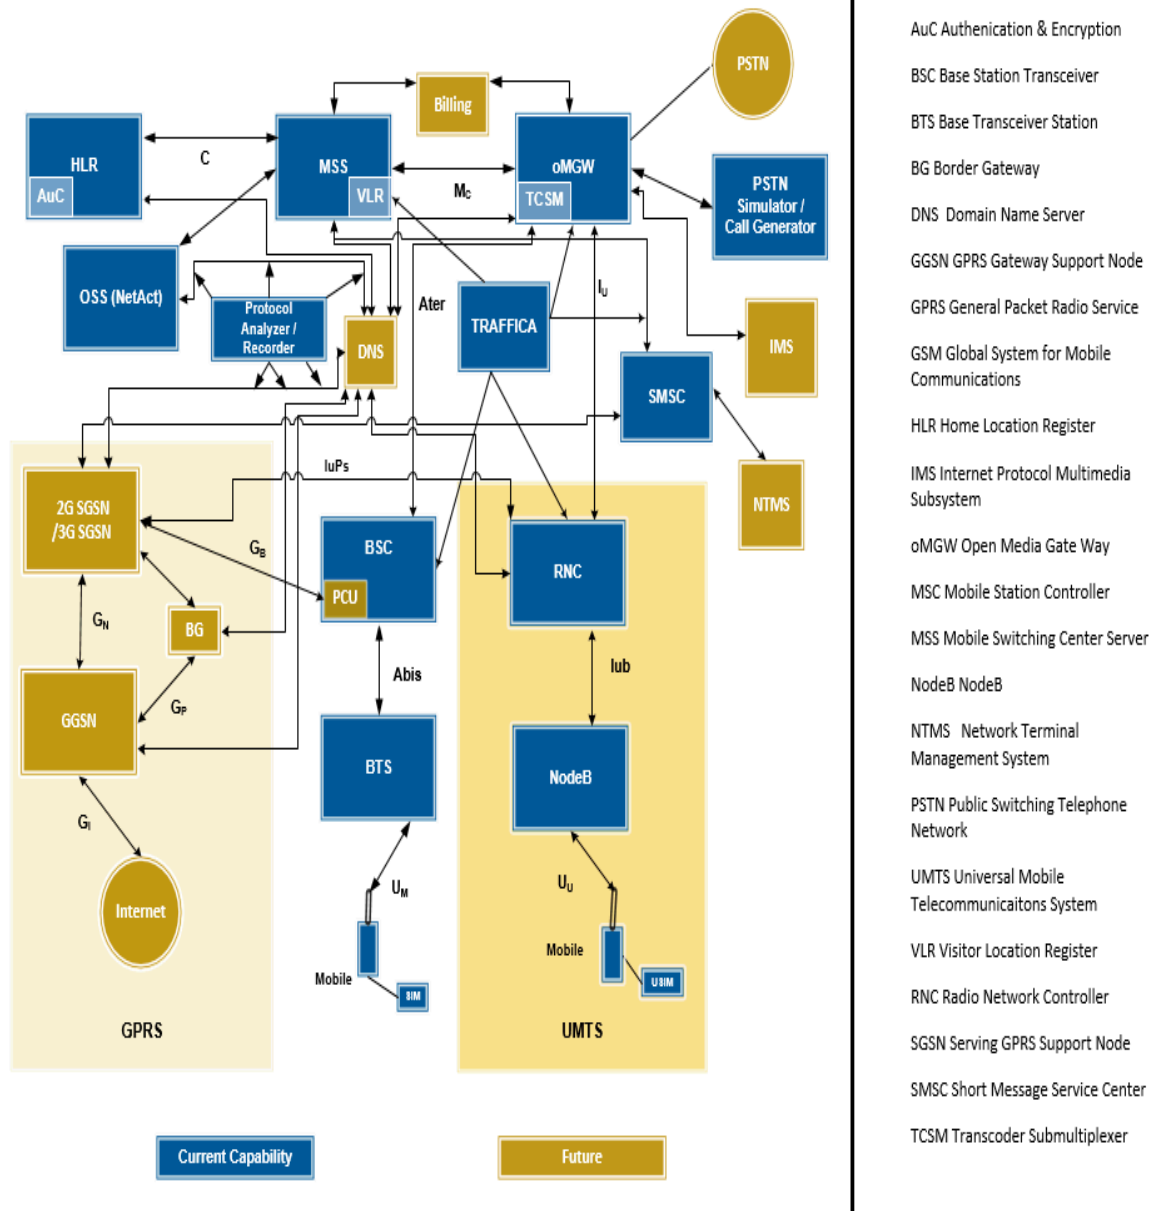 PSTN
Billing
HLR
AuC
C
MSS
VLR
Mc
oMGW
TCSM
PSTN
Simulator /
Call Generator
OSS (NetAct)
Protocol
Analyzer /
Recorder
DNS
Ater
TRAFFICA
IU
IMS
SMSC
NTMS
IuPs
2G SGSN
/3G SGSN
GB
BSC
PCU
RNC
GN
BG
GP
GGSN
Abis
Iub
BTS
NodeB
GI
Internet
UM
UU
Mobile
SIM
Mobile
USIM
GPRS
UMTS
Current Capability
Future
AuC Authenication & Encryption
BSC Base Station Transceiver
BTS Base Transceiver Station
BG Border Gateway
DNS Domain Name Server
GGSN GPRS Gateway Support Node
GPRS General Packet Radio Service
GSM Global System for Mobile
Communications
HLR Home Location Register
IMS Internet Protocol Multimedia
Subsystem
oMGW Open Media Gate Way
MSC Mobile Station Controller
MSS Mobile Switching Center Server
NodeB NodeB
NTMS Network Terminal
Management System
PSTN Public Switching Telephone
Network
UMTS Universal Mobile
Telecommunicaitons System
VLR Visitor Location Register
RNC Radio Network Controller
SGSN Serving GPRS Support Node
SMSC Short Message Service Center
TCSM Transcoder Submultiplexer